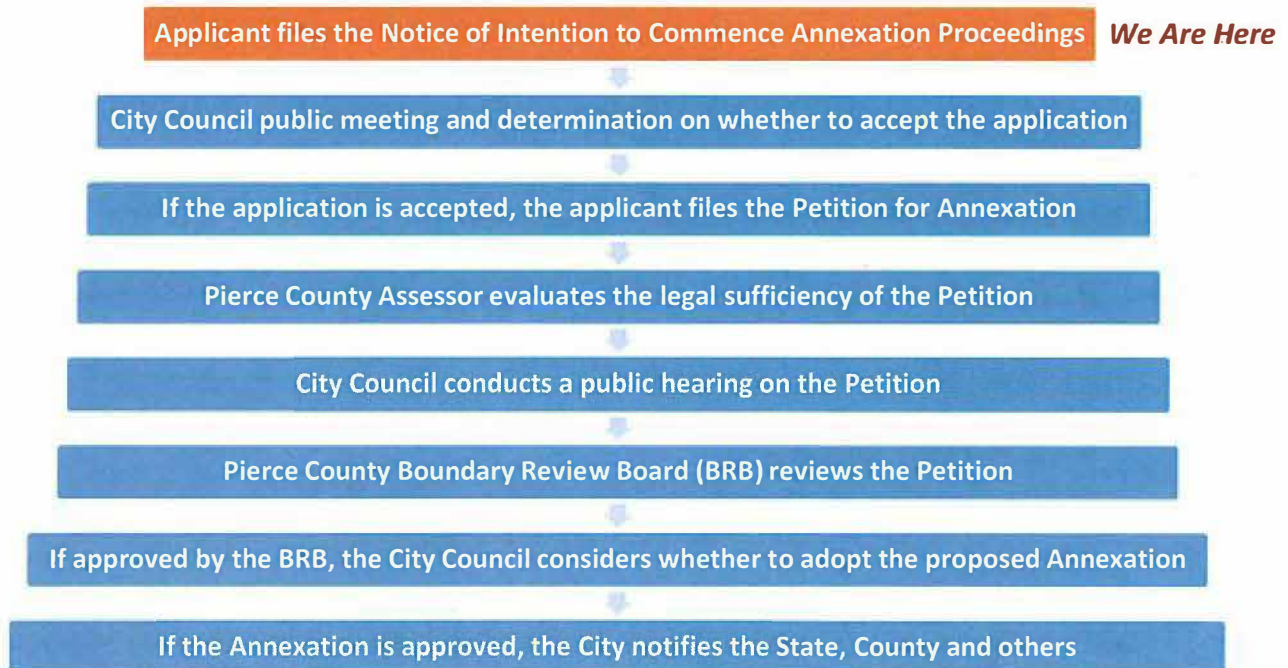 Applicant files the Notice of Intention to Commence Annexation Proceedings We Are Here
City Council public meeting and determination on whether to accept the application
If the application is accepted, the applicant files the Petition for Annexation
Pierce County Assessor evaluates the legal sufficiency of the Petition
City Council conducts a public hearing on the Petition
Pierce County Boundary Review Board (BRB) reviews the Petition
If approved by the BRB, the City Council considers whether to adopt the proposed Annexation
If the Annexation is approved, the City notifies the State, County and others